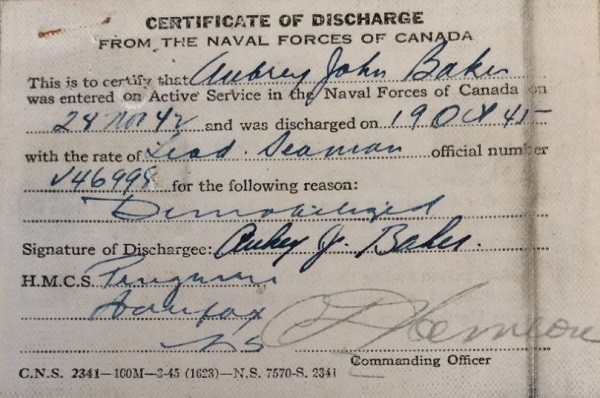 CERTIFICATE OF DISCHARGE
FROM THE NAVAL FORCES OF CANADA
This is to certify that Aubrey John Baker
was entered on Active Service in the Naval Forces of Canada on
24 Nov 42 and was discharged on 19 Oct 45
with the rate of Lead. Seaman official number
V46998 for the following reason:
Demobilized
Signature of Dischargee: Aubrey J. Baker.
H.M.C.S. Peregrine
Halifax
NS
Commanding Officer
C.N.S. 2341—100M—3-45 (1623)—N.S. 7570-S. 2341